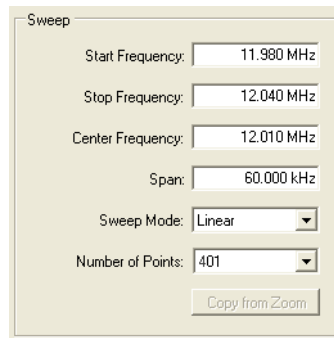 Sweep
Start Frequency: 11.980 MHz
Stop Frequency: 12.040 MHz
Center Frequency: 12.010 MHz
Span: 60.000 kHz
Sweep Mode: Linear
Number of Points: 401
Copy from Zoom